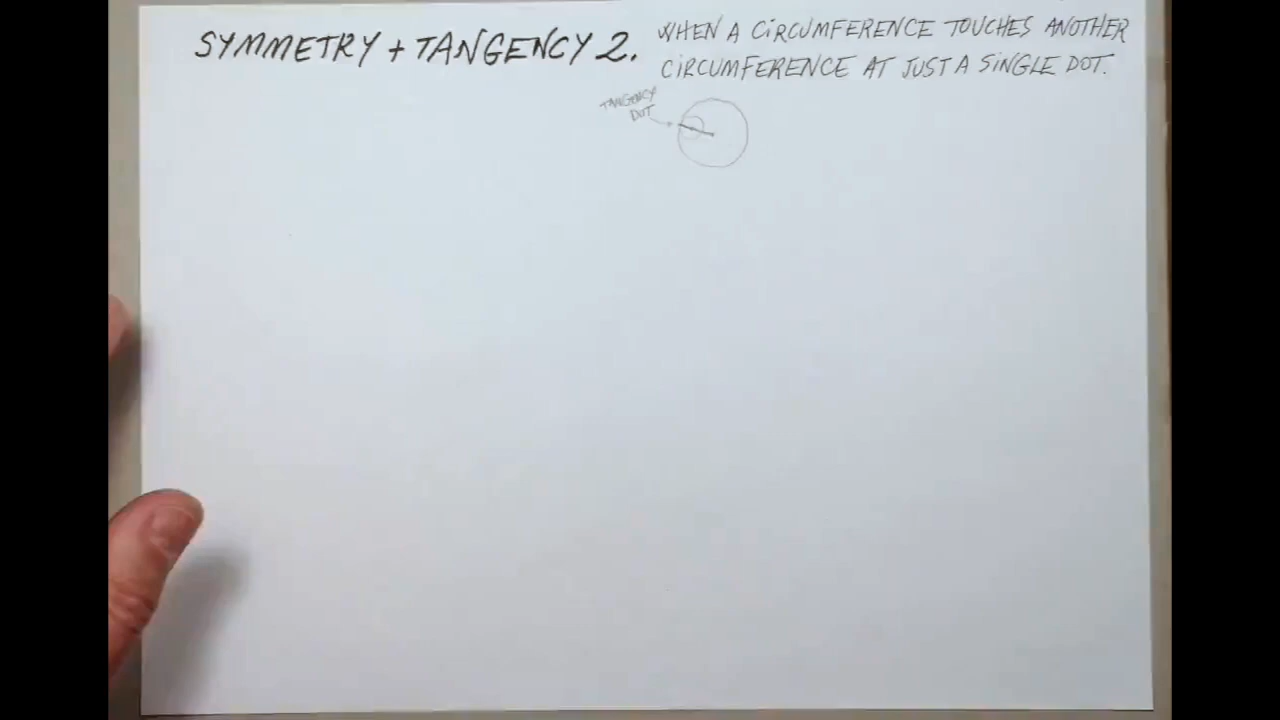 SYMMETRY + TANGENCY 2.
WHEN A CIRCUMFERENCE TOUCHES ANOTHER
CIRCUMFERENCE AT JUST A SINGLE DOT.
TANGENCY
DOT